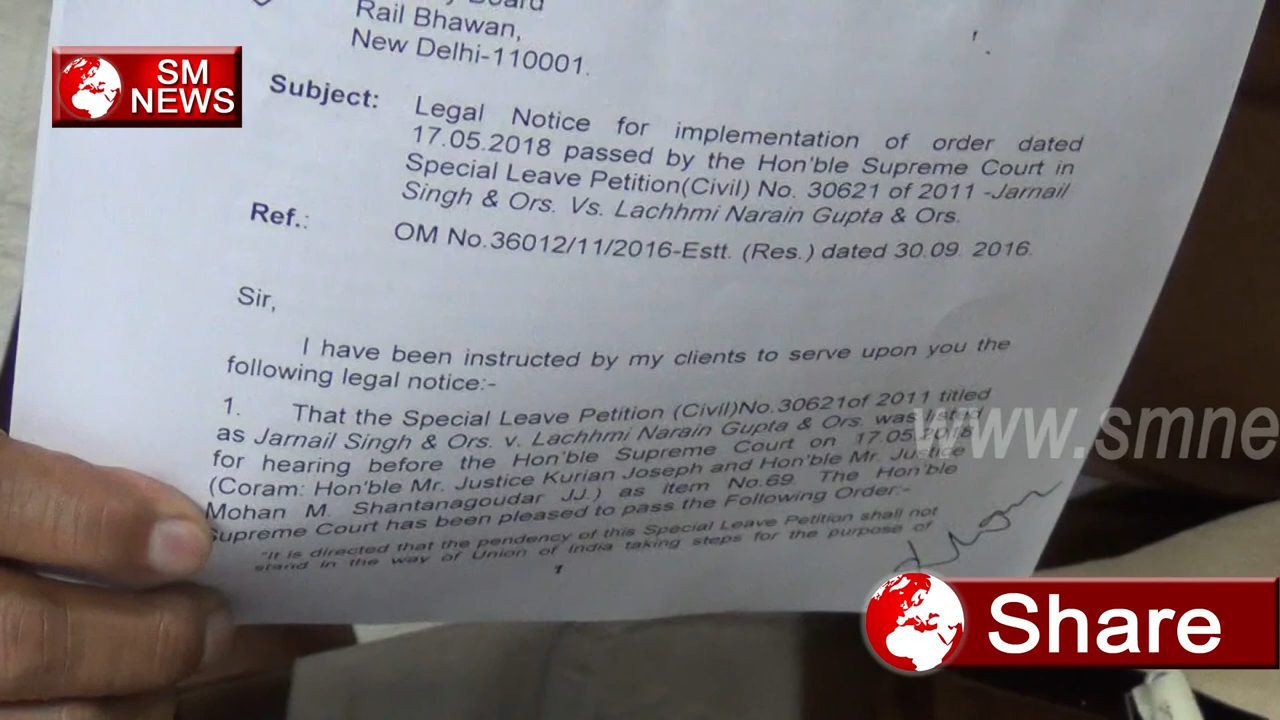 Board
Rail Bhawan,
New Delhi-110001.
SM
NEWS
Subject: Legal Notice for implementation of order dated
17.05.2018 passed by the Hon'ble Supreme Court in
Special Leave Petition(Civil) No. 30621 of 2011 -Jarnail
Singh & Ors. Vs. Lachhmi Narain Gupta & Ors.
Ref.: OM No.36012/11/2016-Estt. (Res.) dated 30.09. 2016.
Sir,
I have been instructed by my clients to serve upon you the
following legal notice:-
1. That the Special Leave Petition (Civil)No.30621of 2011 titled
as Jarnail Singh & Ors. v. Lachhmi Narain Gupta & Ors. was listed
for hearing before the Hon'ble Supreme Court on 17.05.2018
(Coram: Hon'ble Mr. Justice Kurian Joseph and Hon'ble Mr. Justice
Mohan M. Shantanagoudar JJ.) as item No.69. The Hon'ble
Supreme Court has been pleased to pass the Following Order:-
"It is directed that the pendency of this Special Leave Petition shall not
stand in the way of Union of India taking steps for the purpose of
1
www.smne
Share